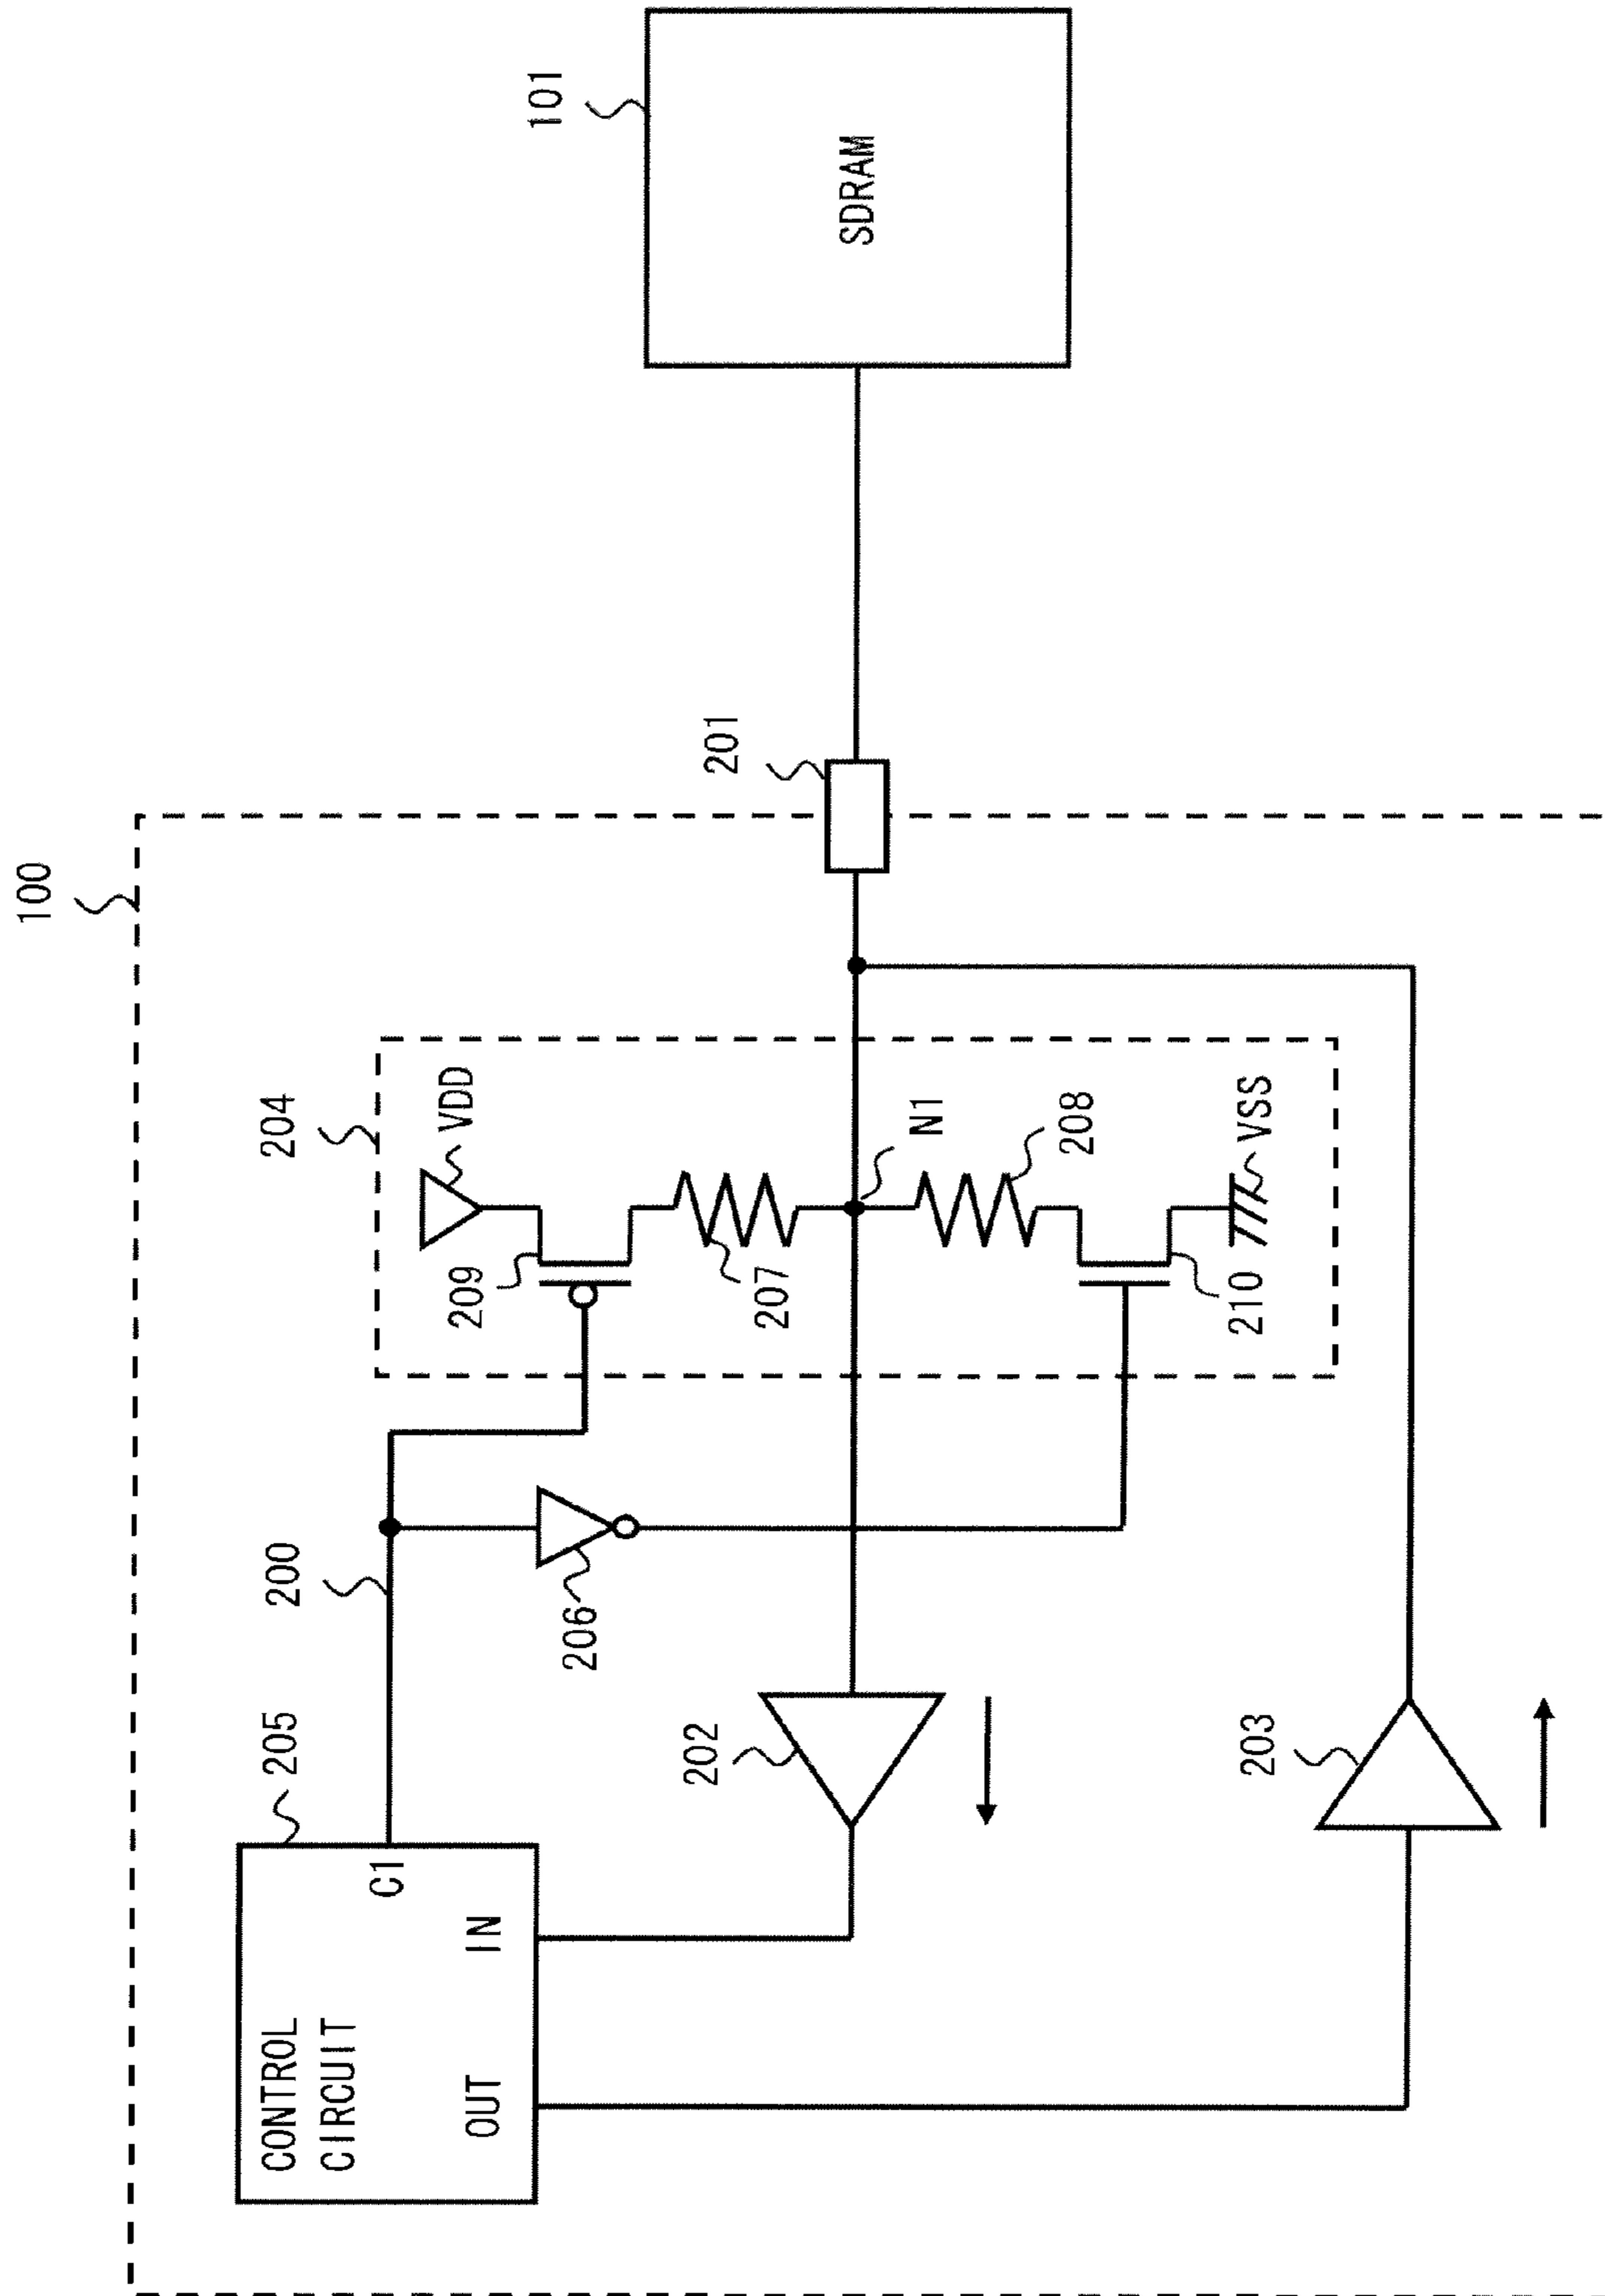 100
101
SDRAM
201
204
VDD
209
207
N1
208
210
VSS
200
206
205
CONTROL
CIRCUIT
C1
IN
OUT
202
203